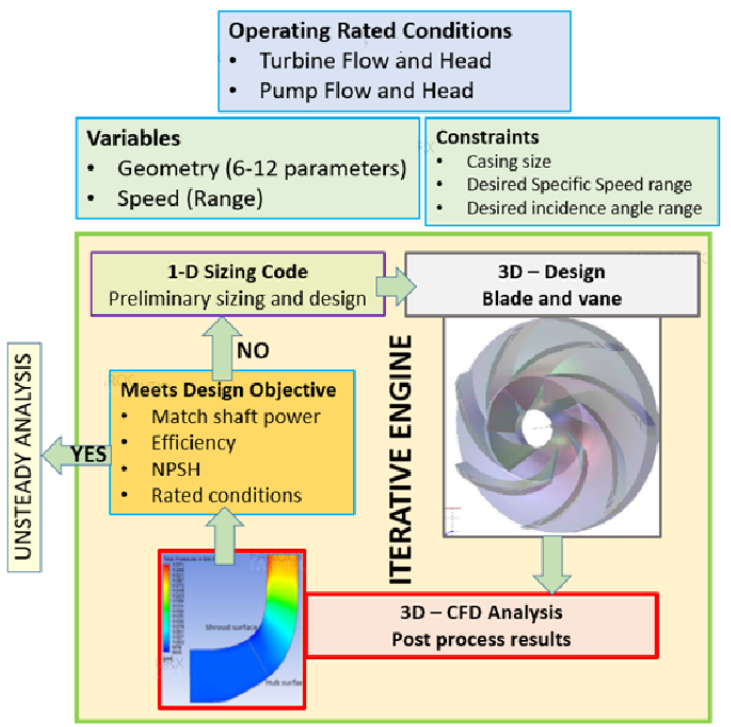 Operating Rated Conditions
• Turbine Flow and Head
• Pump Flow and Head
Variables
• Geometry (6-12 parameters)
• Speed (Range)
Constraints
• Casing size
• Desired Specific Speed range
• Desired incidence angle range
1-D Sizing Code
Preliminary sizing and design
3D – Design
Blade and vane
NO
Meets Design Objective
• Match shaft power
• Efficiency
• NPSH
• Rated conditions
YES
UNSTEADY ANALYSIS
ITERATIVE ENGINE
Shroud surface
Hub surfac
3D – CFD Analysis
Post process results